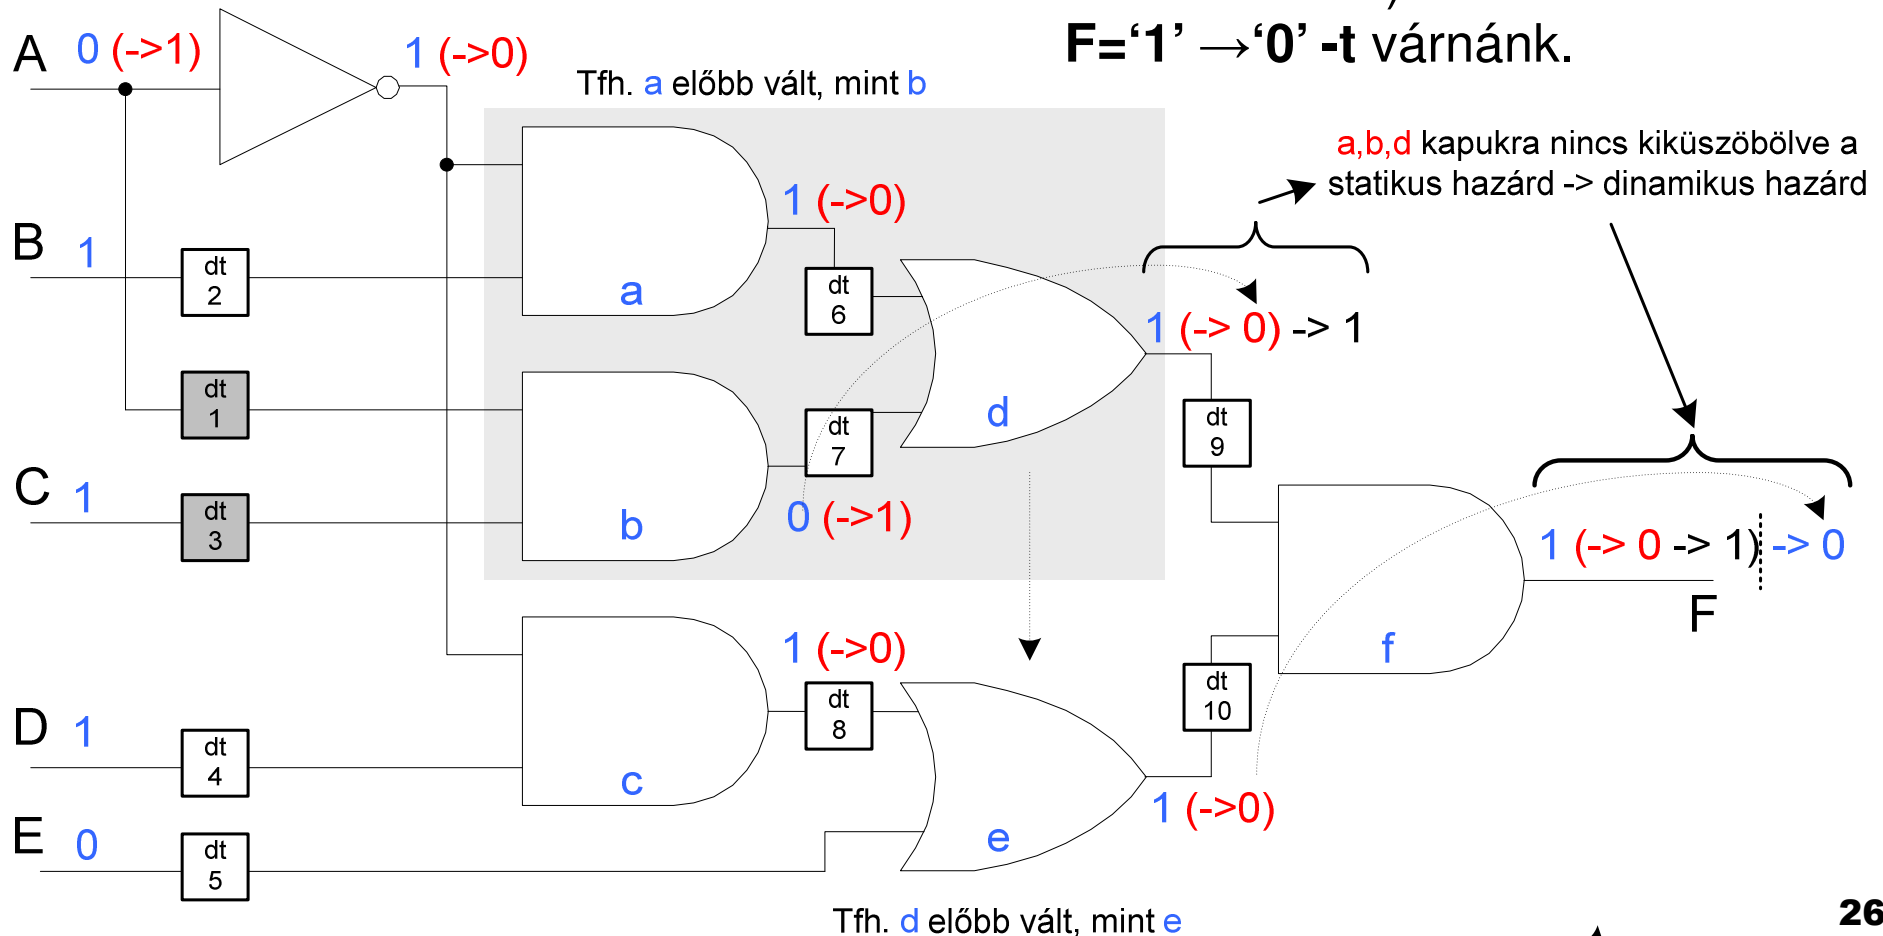 F=‘1’ →‘0’ -t várnánk.
A 0 (->1) 1 (->0)
Tfh. a előbb vált, mint b
a,b,d kapukra nincs kiküszöbölve a
statikus hazárd -> dinamikus hazárd
1 (->0)
B 1
dt
2
a
dt
6
1 (-> 0) -> 1
dt
1
d
dt
7
dt
9
C 1
dt
3
b
0 (->1)
1 (-> 0 -> 1) -> 0
F
1 (->0)
f
dt
8
dt
10
D 1
dt
4
c
1 (->0)
E 0
dt
5
e
Tfh. d előbb vált, mint e
26